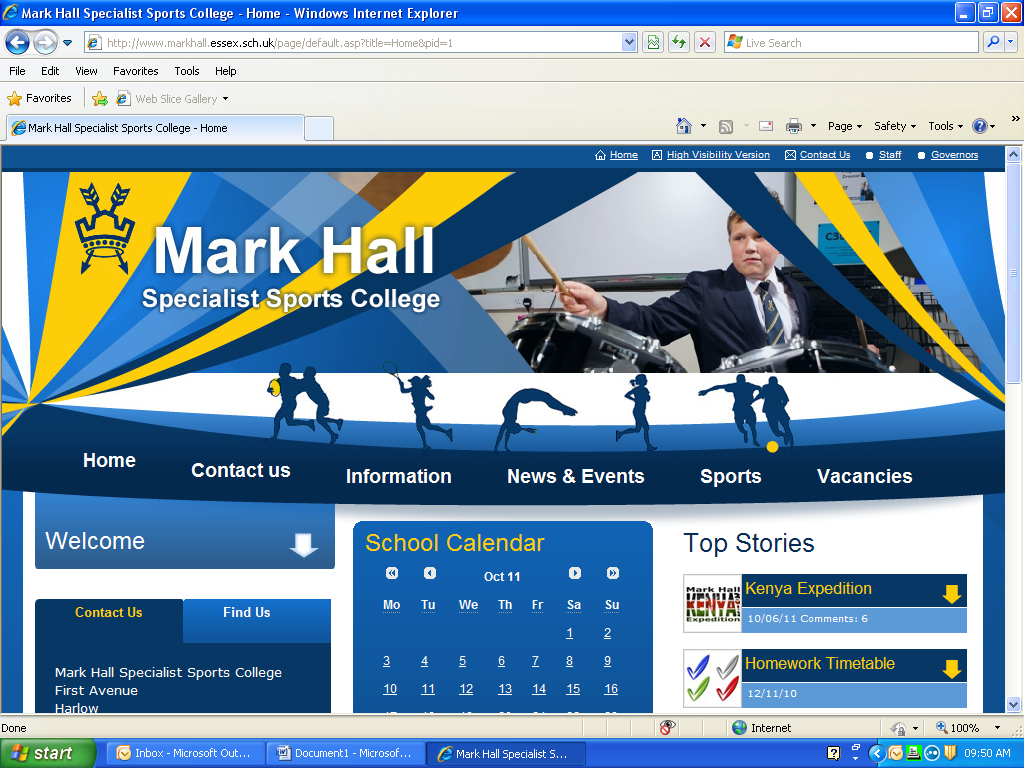 Mark Hall Specialist Sports College - Home - Windows Internet Explorer
http://www.markhall.essex.sch.uk/page/default.asp?title=Home&pid=1
Live Search
File Edit View Favorites Tools Help
Favorites Web Slice Gallery
Mark Hall Specialist Sports College - Home
Page Safety Tools »
Home High Visibility Version Contact Us Staff Governors
Mark Hall
Specialist Sports College
Home Contact us Information News & Events Sports Vacancies
Welcome
Contact Us Find Us
Mark Hall Specialist Sports College
First Avenue
Harlow
School Calendar
Oct 11
Mo Tu We Th Fr Sa Su
1 2
3 4 5 6 7 8 9
10 11 12 13 14 15 16
Top Stories
Mark Hall
KENYA
Expedition
Kenya Expedition
10/06/11 Comments: 6
Homework Timetable
12/11/10
Done Internet 100%
start Inbox - Microsoft Out... Document1 - Microsof... Mark Hall Specialist S... 09:50 AM